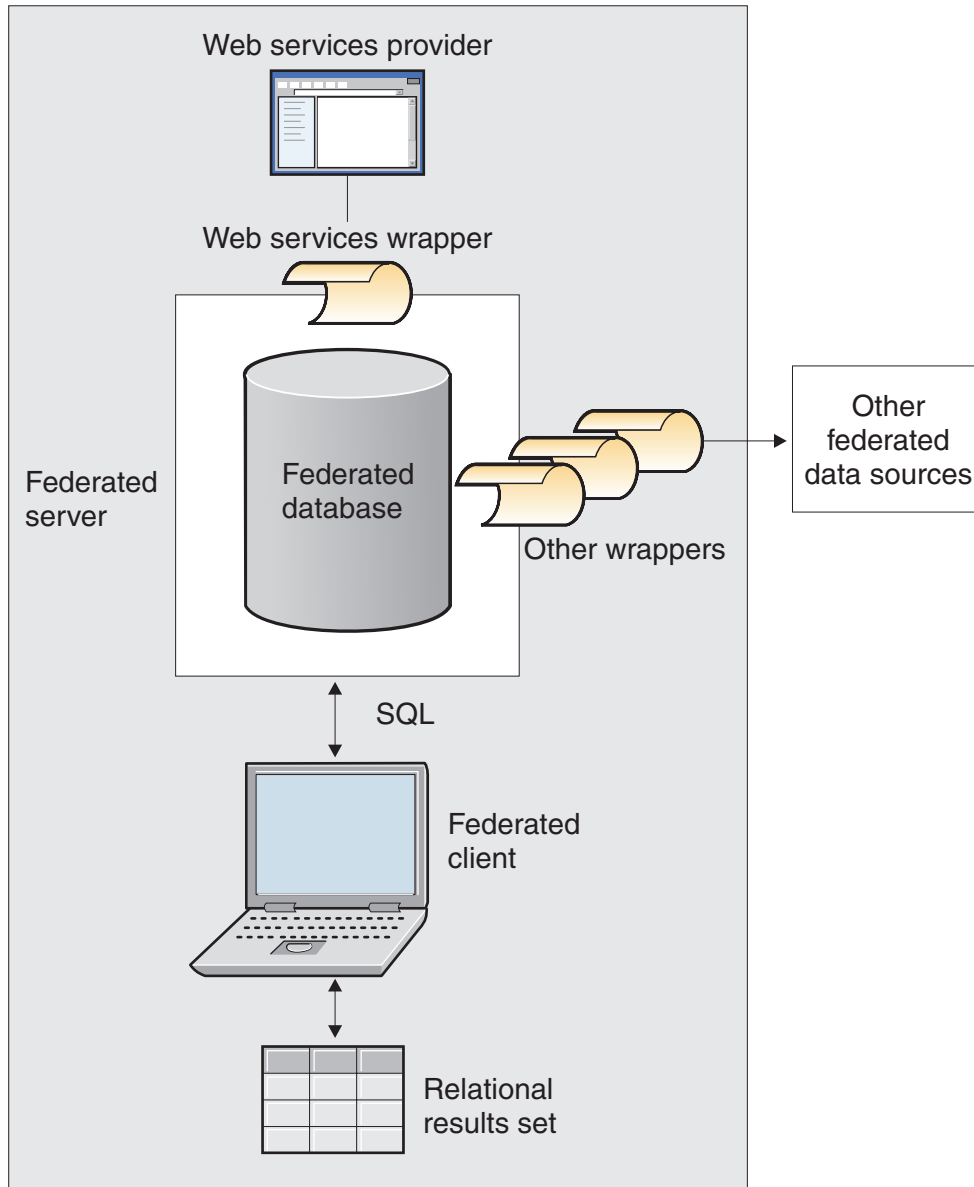 Web services provider
Web services wrapper
Federated
server
Federated
database
Other wrappers
Other
federated
data sources
SQL
Federated
client
Relational
results set